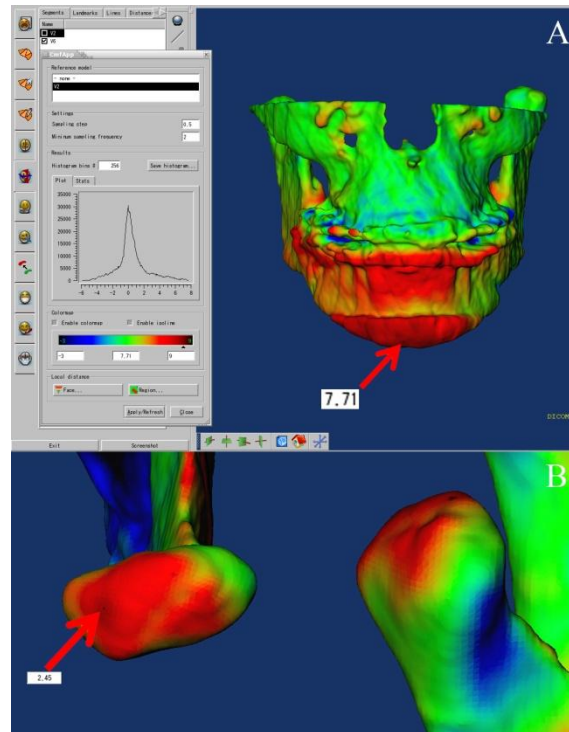 Segments Landmarks Lines Distance
Name
V2
V6
Reference model
- none -
V2
Settings
Sampling step 0.5
Minimum sampling frequency 2
Results
Histogram bins # 256 Save histogram...
Plot Stats
35000
30000
25000
20000
15000
10000
5000
0
-6 -4 -2 0 2 4 6 8
Colormap
Enable colormap Enable isoline
-3 7.71 9
Local distance
Face... Region...
Apply/Refresh Close
Exit Screenshot
A
7.71
DICOM
B
2.45